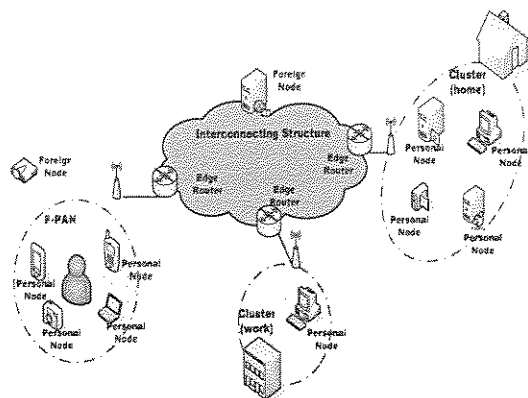 Foreign
Node
Cluster
(home)
Interconnecting Structure
Personal
Node
Personal
Node
Edge
Router
Foreign
Node
Edge
Router
Edge
Router
Personal
Node
Personal
Node
P-PAN
Personal
Node
Personal
Node
Personal
Node
Personal
Node
Cluster
(work)
Personal
Node